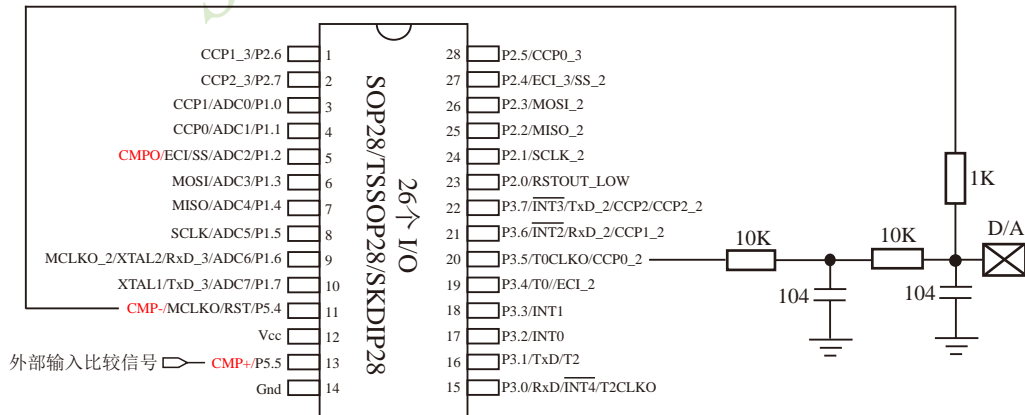 CCP1_3/P2.6 1
CCP2_3/P2.7 2
CCP1/ADC0/P1.0 3
CCP0/ADC1/P1.1 4
CMPO/ECI/SS/ADC2/P1.2 5
MOSI/ADC3/P1.3 6
MISO/ADC4/P1.4 7
SCLK/ADC5/P1.5 8
MCLKO_2/XTAL2/RxD_3/ADC6/P1.6 9
XTAL1/TxD_3/ADC7/P1.7 10
CMP-/MCLKO/RST/P5.4 11
Vcc 12
外部输入比较信号 CMP+/P5.5 13
Gnd 14
SOP28/TSSOP28/SKDIP28
26个 I/O
28 P2.5/CCP0_3
27 P2.4/ECI_3/SS_2
26 P2.3/MOSI_2
25 P2.2/MISO_2
24 P2.1/SCLK_2
23 P2.0/RSTOUT_LOW
22 P3.7/INT3/TxD_2/CCP2/CCP2_2
21 P3.6/INT2/RxD_2/CCP1_2
20 P3.5/T0CLKO/CCP0_2
19 P3.4/T0//ECI_2
18 P3.3/INT1
17 P3.2/INT0
16 P3.1/TxD/T2
15 P3.0/RxD/INT4/T2CLKO
1K
D/A
10K
10K
104
104